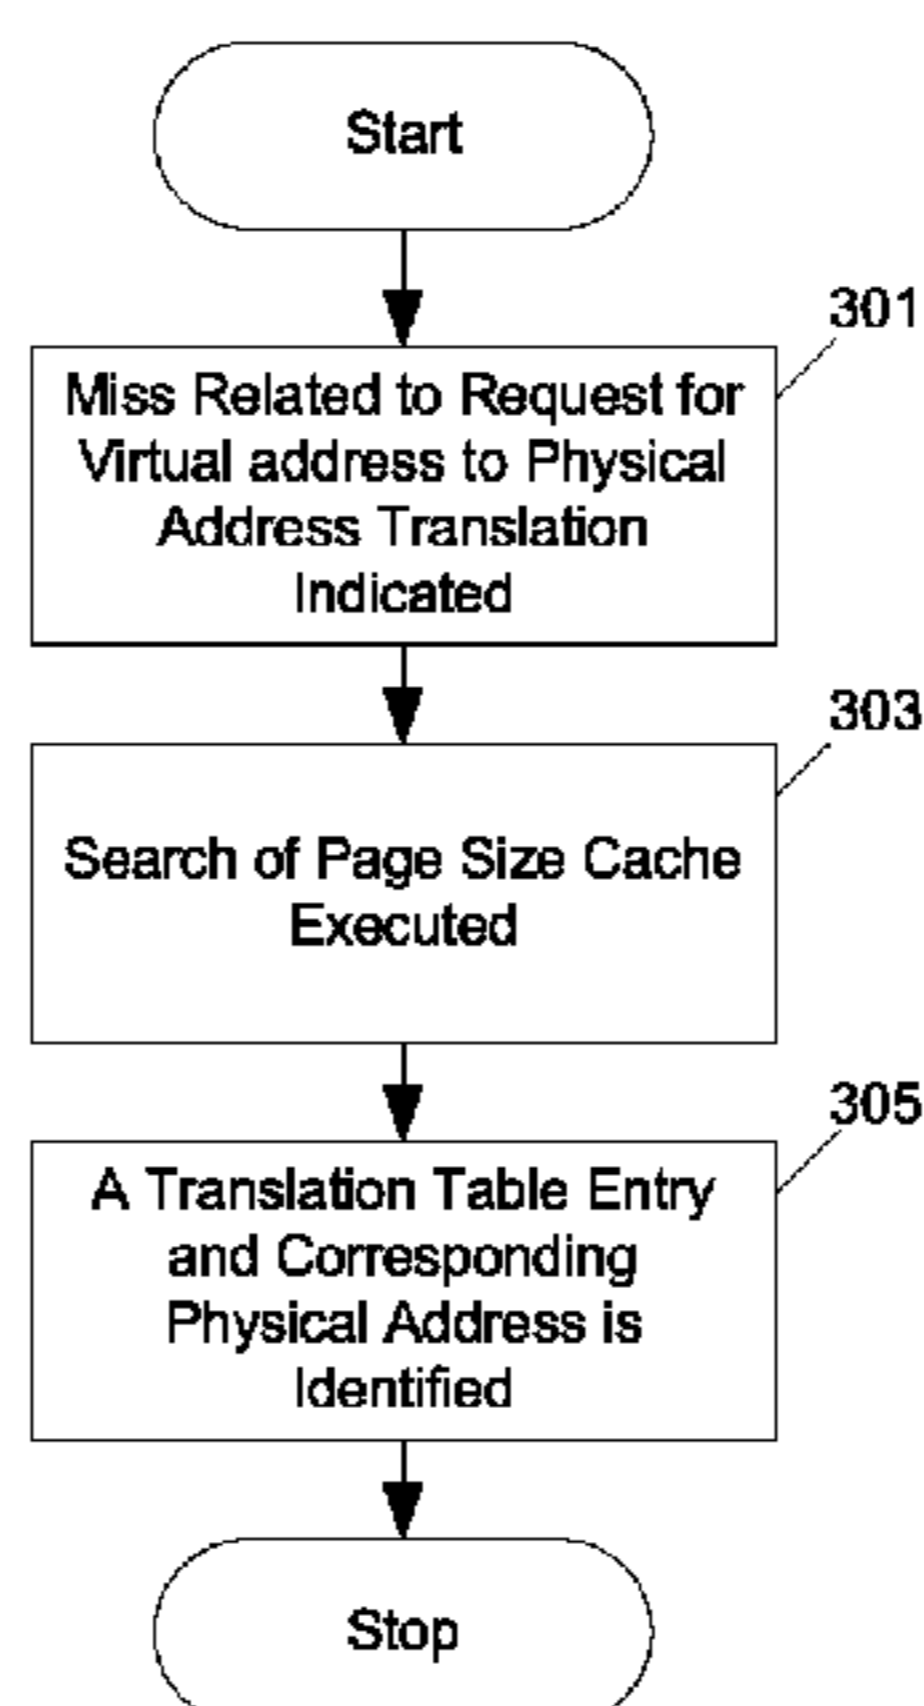 Start
301
Miss Related to Request for
Virtual address to Physical
Address Translation
Indicated
303
Search of Page Size Cache
Executed
305
A Translation Table Entry
and Corresponding
Physical Address is
Identified
Stop